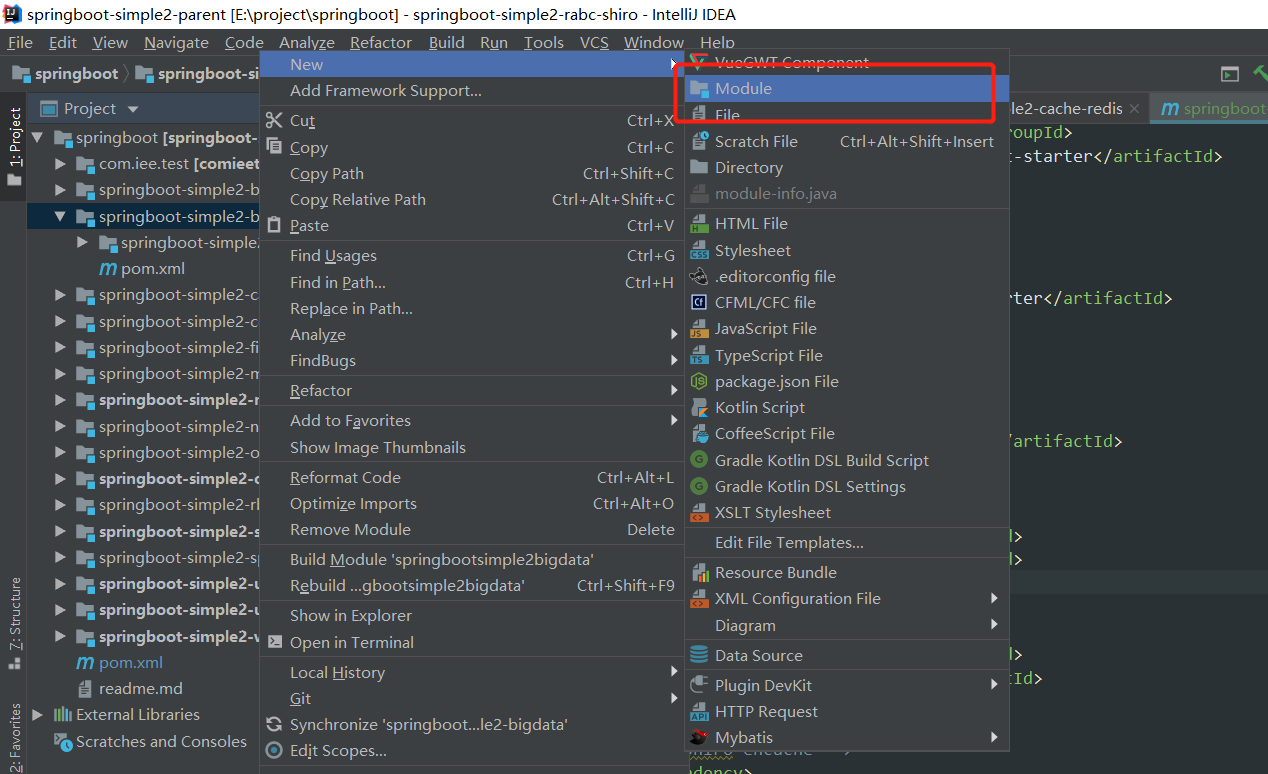 springboot-simple2-parent [E:\project\springboot] - springboot-simple2-rabc-shiro - IntelliJ IDEA
File Edit View Navigate Code Analyze Refactor Build Run Tools VCS Window Help
springboot springboot-si
1: Project
7: Structure
2: Favorites
Project
springboot [springboot-
com.iee.test [comieet
springboot-simple2-b
springboot-simple2-b
springboot-simple2
pom.xml
springboot-simple2-ca
springboot-simple2-c
springboot-simple2-fi
springboot-simple2-m
springboot-simple2-r
springboot-simple2-n
springboot-simple2-o
springboot-simple2-c
springboot-simple2-rl
springboot-simple2-s
springboot-simple2-sp
springboot-simple2-u
springboot-simple2-u
springboot-simple2-v
pom.xml
readme.md
External Libraries
Scratches and Consoles
New
Add Framework Support...
Cut Ctrl+X
Copy Ctrl+C
Copy Path Ctrl+Shift+C
Copy Relative Path Ctrl+Alt+Shift+C
Paste Ctrl+V
Find Usages Ctrl+G
Find in Path... Ctrl+H
Replace in Path...
Analyze
FindBugs
Refactor
Add to Favorites
Show Image Thumbnails
Reformat Code Ctrl+Alt+L
Optimize Imports Ctrl+Alt+O
Remove Module Delete
Build Module 'springbootsimple2bigdata'
Rebuild ...gbootsimple2bigdata' Ctrl+Shift+F9
Show in Explorer
Open in Terminal
Local History
Git
Synchronize 'springboot...le2-bigdata'
Edit Scopes...
VueGWT Component
Module
File
Scratch File Ctrl+Alt+Shift+Insert
Directory
module-info.java
HTML File
Stylesheet
.editorconfig file
CFML/CFC file
JavaScript File
TypeScript File
package.json File
Kotlin Script
CoffeeScript File
Gradle Kotlin DSL Build Script
Gradle Kotlin DSL Settings
XSLT Stylesheet
Edit File Templates...
Resource Bundle
XML Configuration File
Diagram
Data Source
Plugin DevKit
HTTP Request
Mybatis
le2-cache-redis springboot
oupId>
t-starter</artifactId>
rter</artifactId>
/artifactId>
d>
d>
d>
tId>
ndency>